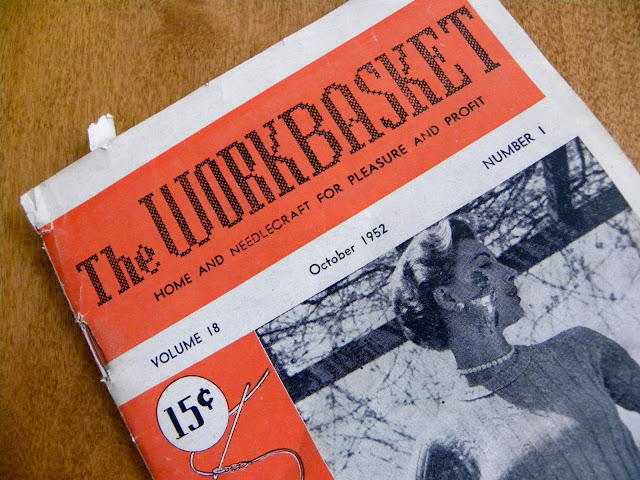 The WORKBASKET
HOME AND NEEDLECRAFT FOR PLEASURE AND PROFIT
VOLUME 18 October 1952 NUMBER 1
15¢